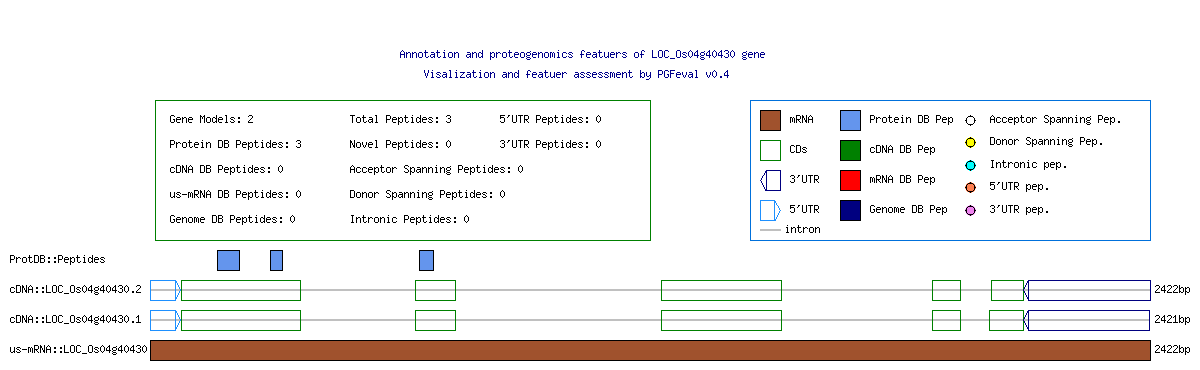 Annotation and proteogenomics featuers of LOC_Os04g40430 gene
Visalization and featuer assessment by PGFeval v0.4
Gene Models: 2 Total Peptides: 3 5'UTR Peptides: 0
Protein DB Peptides: 3 Novel Peptides: 0 3'UTR Peptides: 0
cDNA DB Peptides: 0 Acceptor Spanning Peptides: 0
us-mRNA DB Peptides: 0 Donor Spanning Peptides: 0
Genome DB Peptides: 0 Intronic Peptides: 0
mRNA Protein DB Pep Acceptor Spanning Pep.
CDs cDNA DB Pep Donor Spanning Pep.
3'UTR mRNA DB Pep Intronic pep.
5'UTR Genome DB Pep 5'UTR pep.
intron 3'UTR pep.
ProtDB::Peptides
cDNA::LOC_Os04g40430.2 2422bp
cDNA::LOC_Os04g40430.1 2421bp
us-mRNA::LOC_Os04g40430 2422bp